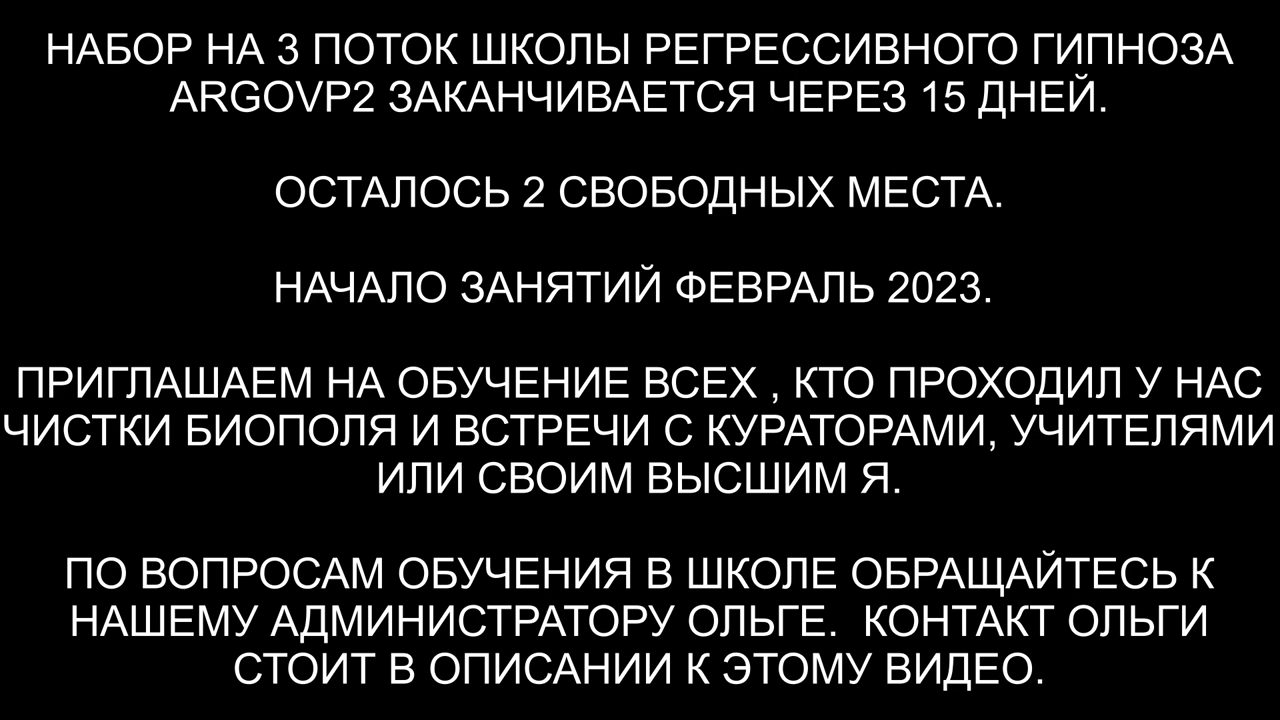 НАБОР НА 3 ПОТОК ШКОЛЫ РЕГРЕССИВНОГО ГИПНОЗА
ARGOVP2 ЗАКАНЧИВАЕТСЯ ЧЕРЕЗ 15 ДНЕЙ.
ОСТАЛОСЬ 2 СВОБОДНЫХ МЕСТА.
НАЧАЛО ЗАНЯТИЙ ФЕВРАЛЬ 2023.
ПРИГЛАШАЕМ НА ОБУЧЕНИЕ ВСЕХ , КТО ПРОХОДИЛ У НАС
ЧИСТКИ БИОПОЛЯ И ВСТРЕЧИ С КУРАТОРАМИ, УЧИТЕЛЯМИ
ИЛИ СВОИМ ВЫСШИМ Я.
ПО ВОПРОСАМ ОБУЧЕНИЯ В ШКОЛЕ ОБРАЩАЙТЕСЬ К
НАШЕМУ АДМИНИСТРАТОРУ ОЛЬГЕ.  КОНТАКТ ОЛЬГИ
СТОИТ В ОПИСАНИИ К ЭТОМУ ВИДЕО.